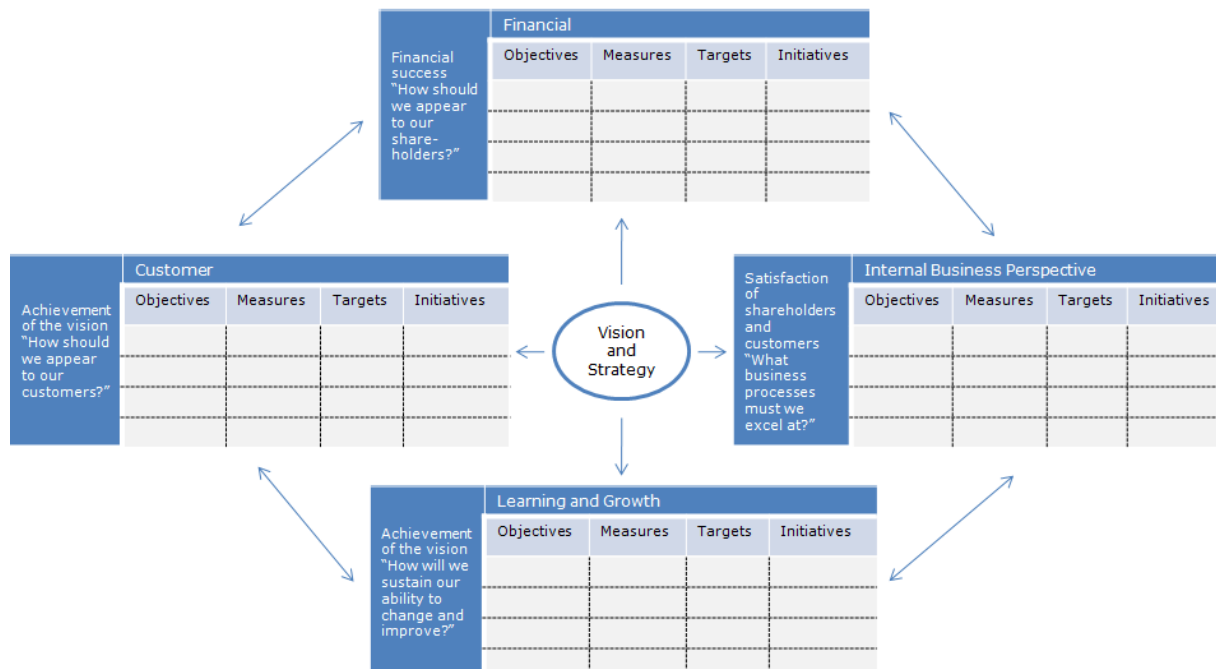 Financial
Financial
success
“How should
we appear
to our
share-
holders?”
Objectives Measures Targets Initiatives
Customer
Achievement
of the vision
“How should
we appear
to our
customers?”
Objectives Measures Targets Initiatives
Vision
and
Strategy
Internal Business Perspective
Satisfaction
of
shareholders
and
customers
“What
business
processes
must we
excel at?”
Objectives Measures Targets Initiatives
Learning and Growth
Achievement
of the vision
“How will we
sustain our
ability to
change and
improve?”
Objectives Measures Targets Initiatives